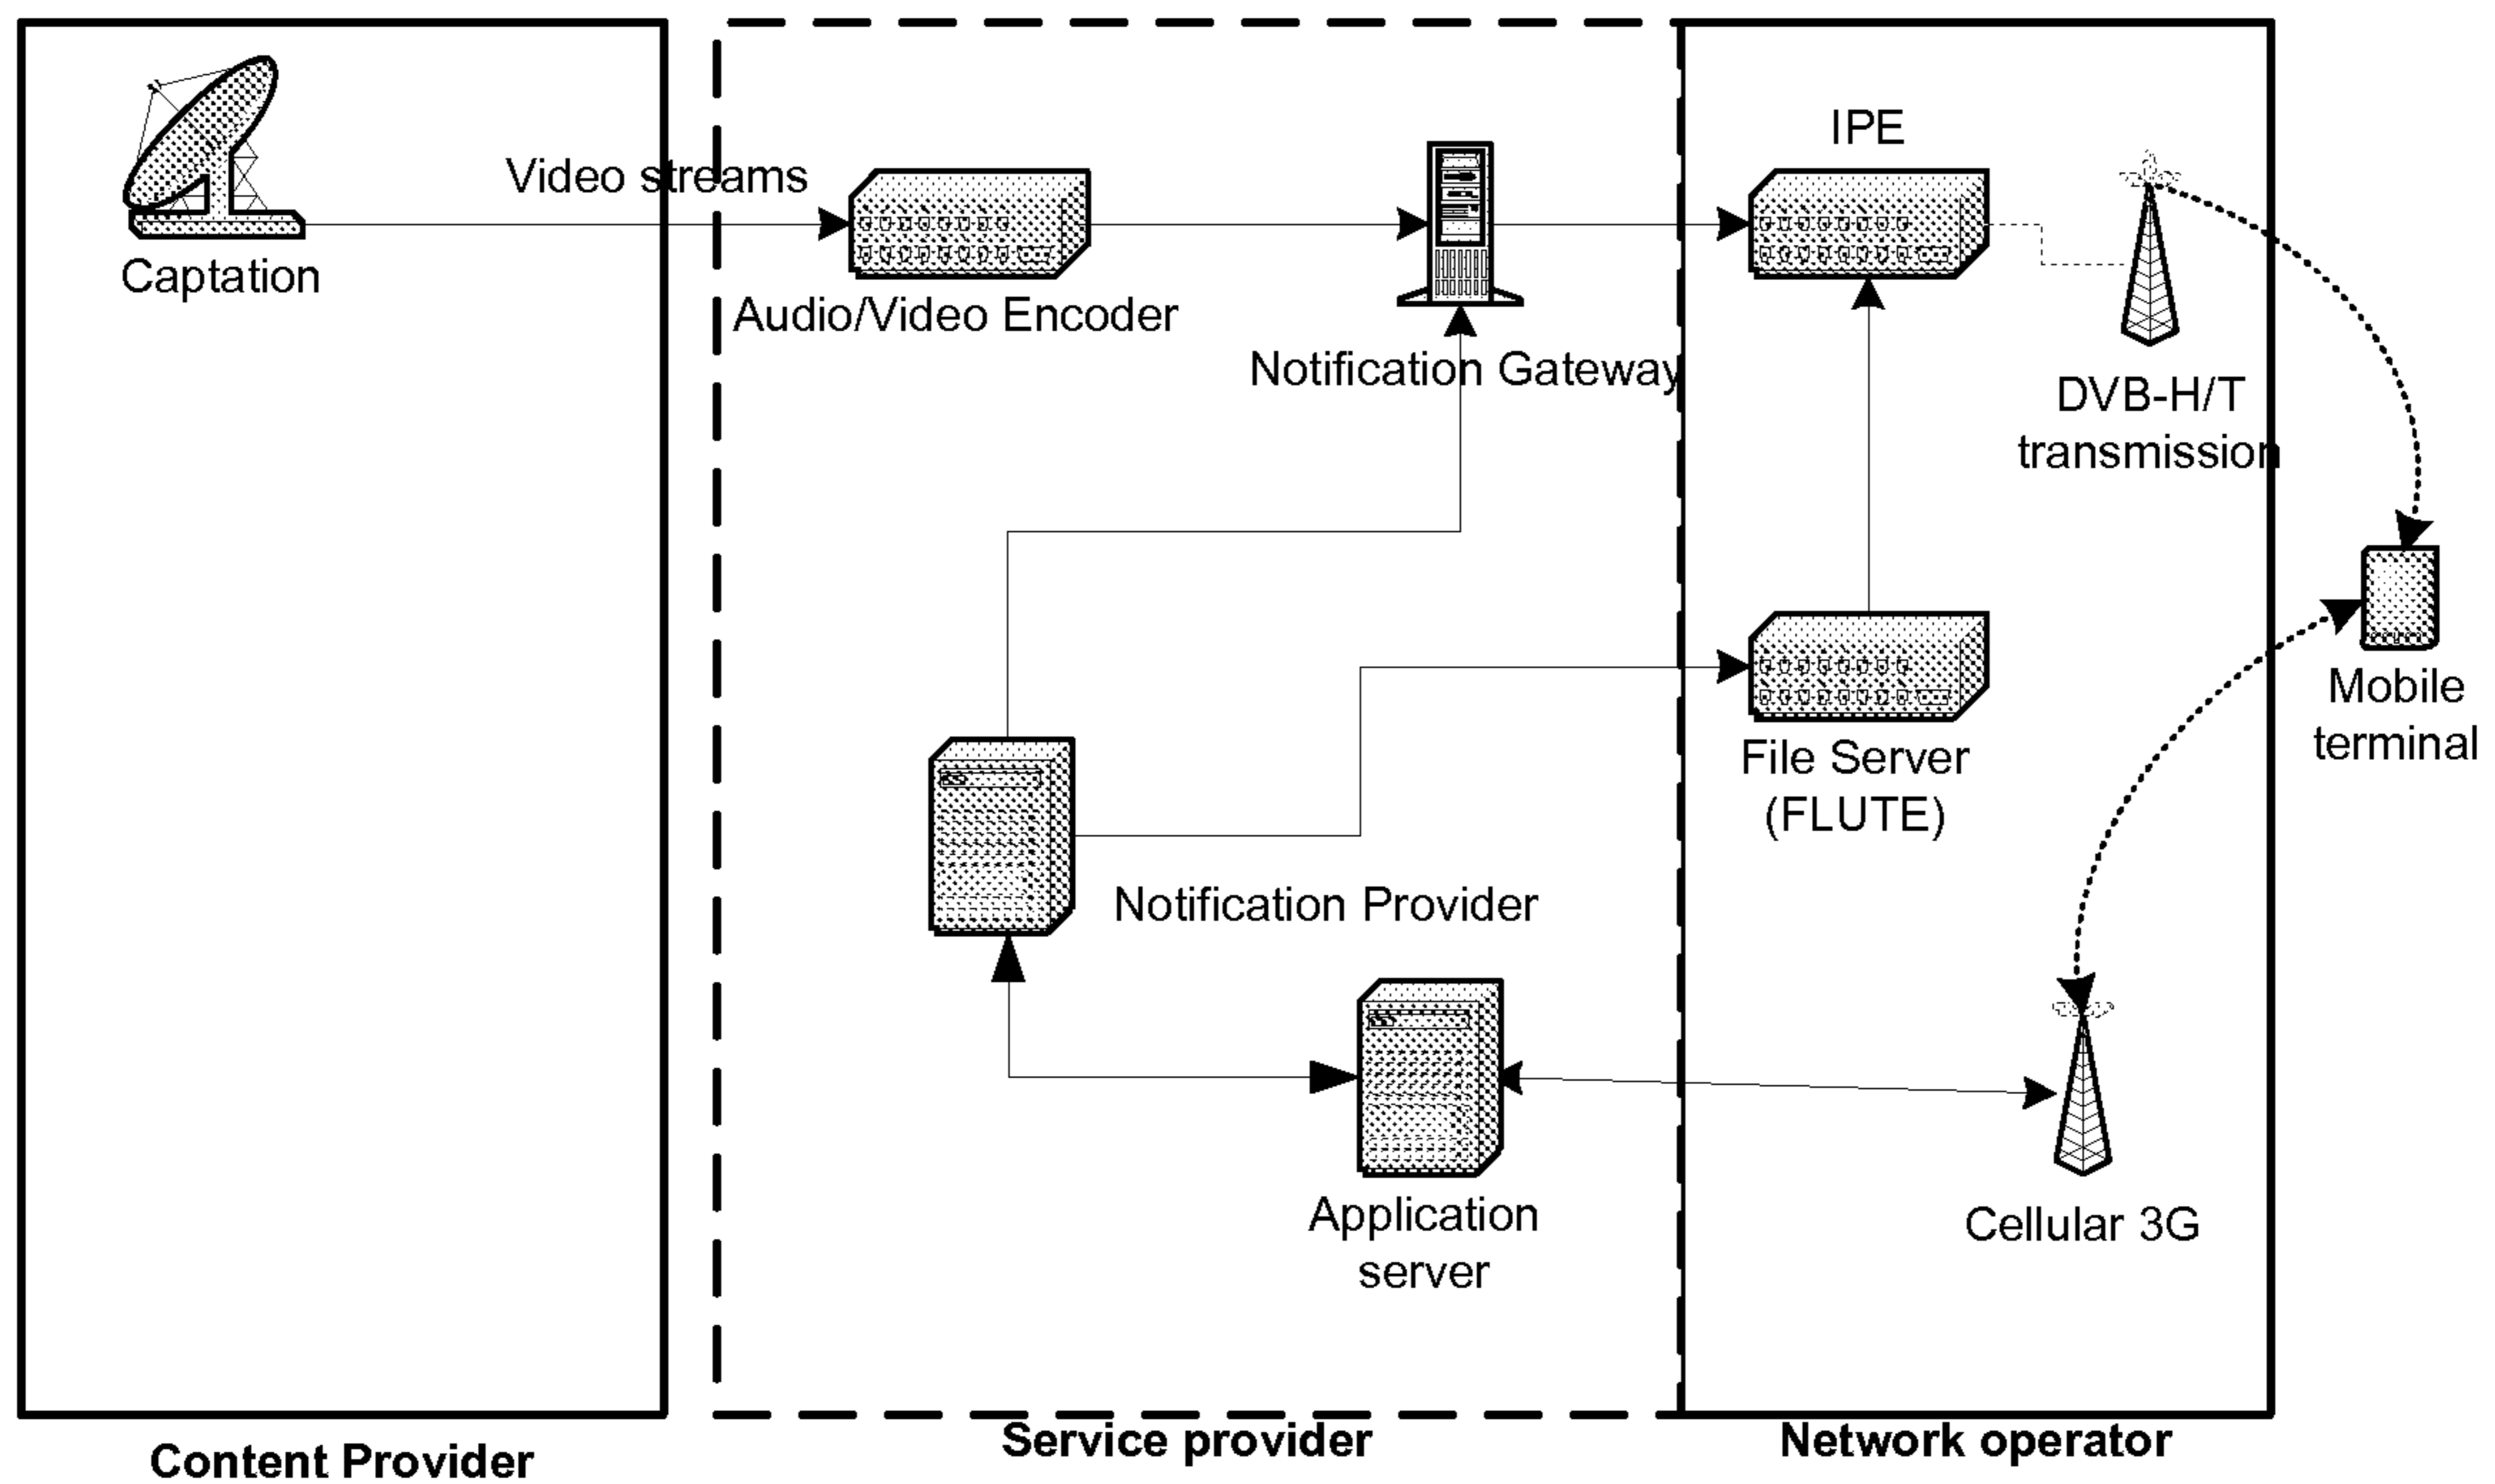 IPE
Video streams
Captation
Audio/Video Encoder
Notification Gateway
DVB-H/T
transmission
Mobile
terminal
File Server
(FLUTE)
Notification Provider
Application
server
Cellular 3G
Content Provider
Service provider
Network operator